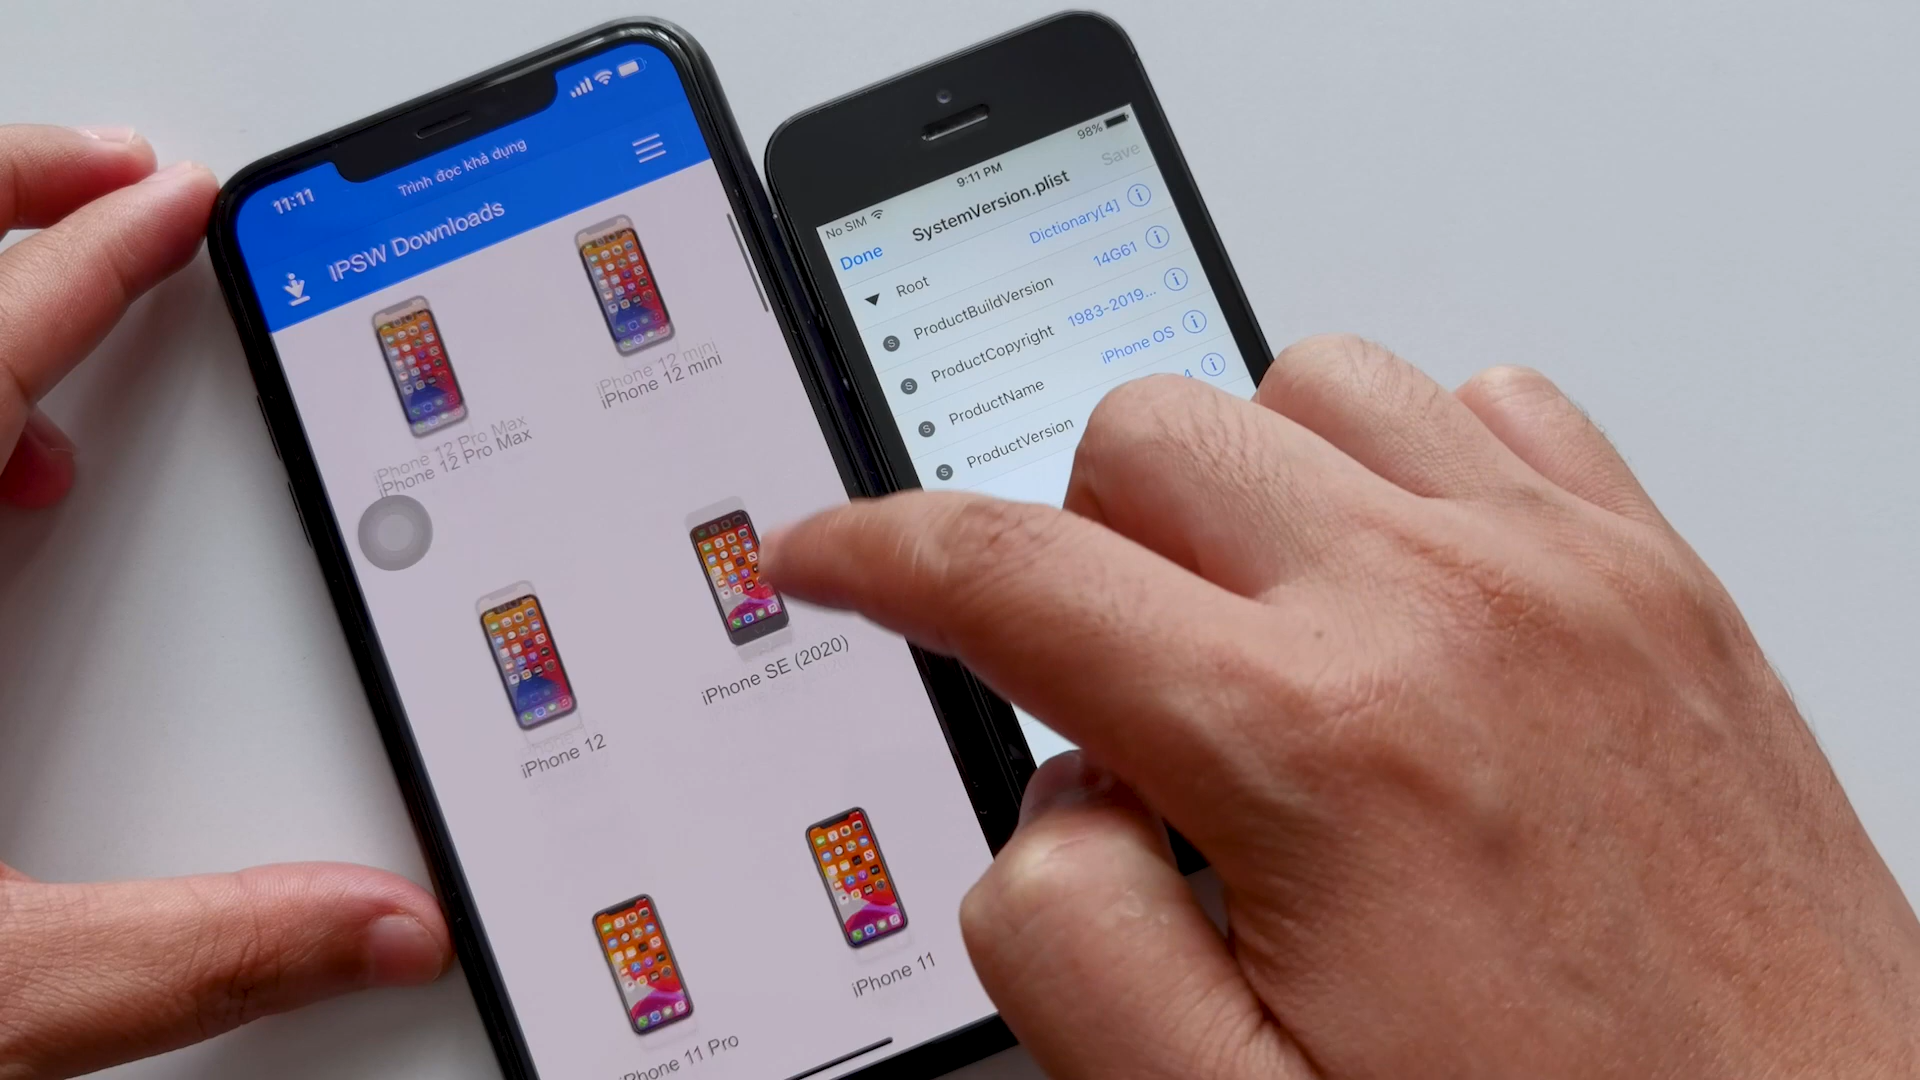 11:11
Trình đọc khả dụng
IPSW Downloads
iPhone 12 Pro Max
iPhone 12 mini
iPhone 12
iPhone SE (2020)
iPhone 11 Pro
iPhone 11
No SIM
9:11 PM
98%
Done
SystemVersion.plist
Save
Root
Dictionary[4]
ProductBuildVersion
14G61
ProductCopyright
1983-2019...
ProductName
iPhone OS
ProductVersion
4